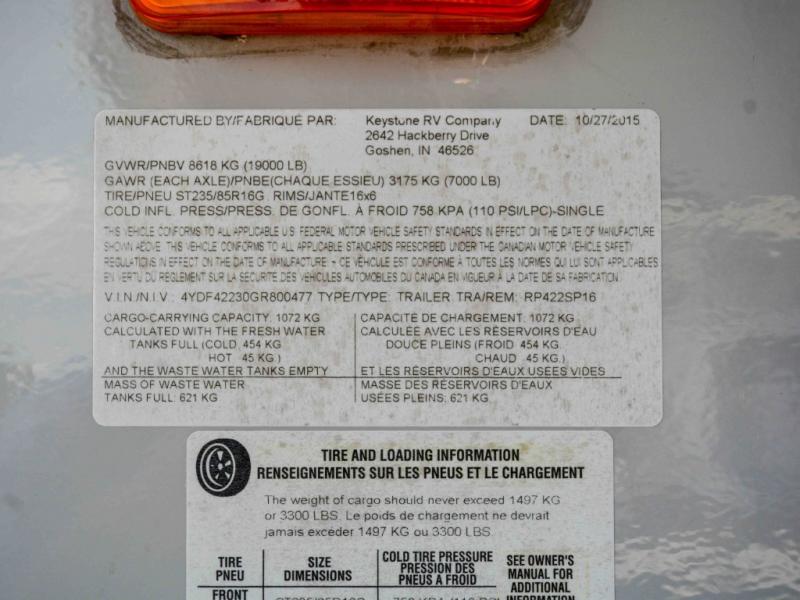 MANUFACTURED BY/FABRIQUÉ PAR: Keystone RV Company DATE: 10/27/2015
2642 Hackberry Drive
Goshen, IN 46526
GVWR/PNBV 8618 KG (19000 LB)
GAWR (EACH AXLE)/PNBE(CHAQUE ESSIEU) 3175 KG (7000 LB)
TIRE/PNEU ST235/85R16G RIMS/JANTE16x6
COLD INFL. PRESS/PRESS. DE GONFL. À FROID 758 KPA (110 PSI/LPC)-SINGLE
THIS VEHICLE CONFORMS TO ALL APPLICABLE U.S. FEDERAL MOTOR VEHICLE SAFETY STANDARDS IN EFFECT ON THE DATE OF MANUFACTURE
SHOWN ABOVE. THIS VEHICLE CONFORMS TO ALL APPLICABLE STANDARDS PRESCRIBED UNDER THE CANADIAN MOTOR VEHICLE SAFETY
REGULATIONS IN EFFECT ON THE DATE OF MANUFACTURE - CE VÉHICULE EST CONFORME À TOUTES LES NORMES QUI LUI SONT APPLICABLES
EN VERTU DU RÈGLEMENT SUR LA SÉCURITÉ DES VÉHICULES AUTOMOBILES DU CANADA EN VIGUEUR À LA DATE DE SA FABRICATION
V.I.N./N.I.V.: 4YDF42230GR800477 TYPE/TYPE: TRAILER TRA/REM: RP422SP16
CARGO-CARRYING CAPACITY: 1072 KG
CALCULATED WITH THE FRESH WATER
TANKS FULL (COLD 454 KG
HOT 45 KG.)
AND THE WASTE WATER TANKS EMPTY
MASS OF WASTE WATER
TANKS FULL: 621 KG
CAPACITÉ DE CHARGEMENT: 1072 KG
CALCULÉE AVEC LES RÉSERVOIRS D'EAU
DOUCE PLEINS (FROID 454 KG.
CHAUD 45 KG.)
ET LES RÉSERVOIRS D'EAUX USÉES VIDES
MASSE DES RÉSERVOIRS D'EAUX
USÉES PLEINS: 621 KG
TIRE AND LOADING INFORMATION
RENSEIGNEMENTS SUR LES PNEUS ET LE CHARGEMENT
The weight of cargo should never exceed 1497 KG
or 3300 LBS. Le poids de chargement ne devrait
jamais excéder 1497 KG ou 3300 LBS.
TIRE
PNEU
SIZE
DIMENSIONS
COLD TIRE PRESSURE
PRESSION DES
PNEUS A FROID
SEE OWNER'S
MANUAL FOR
ADDITIONAL
INFORMATION
FRONT